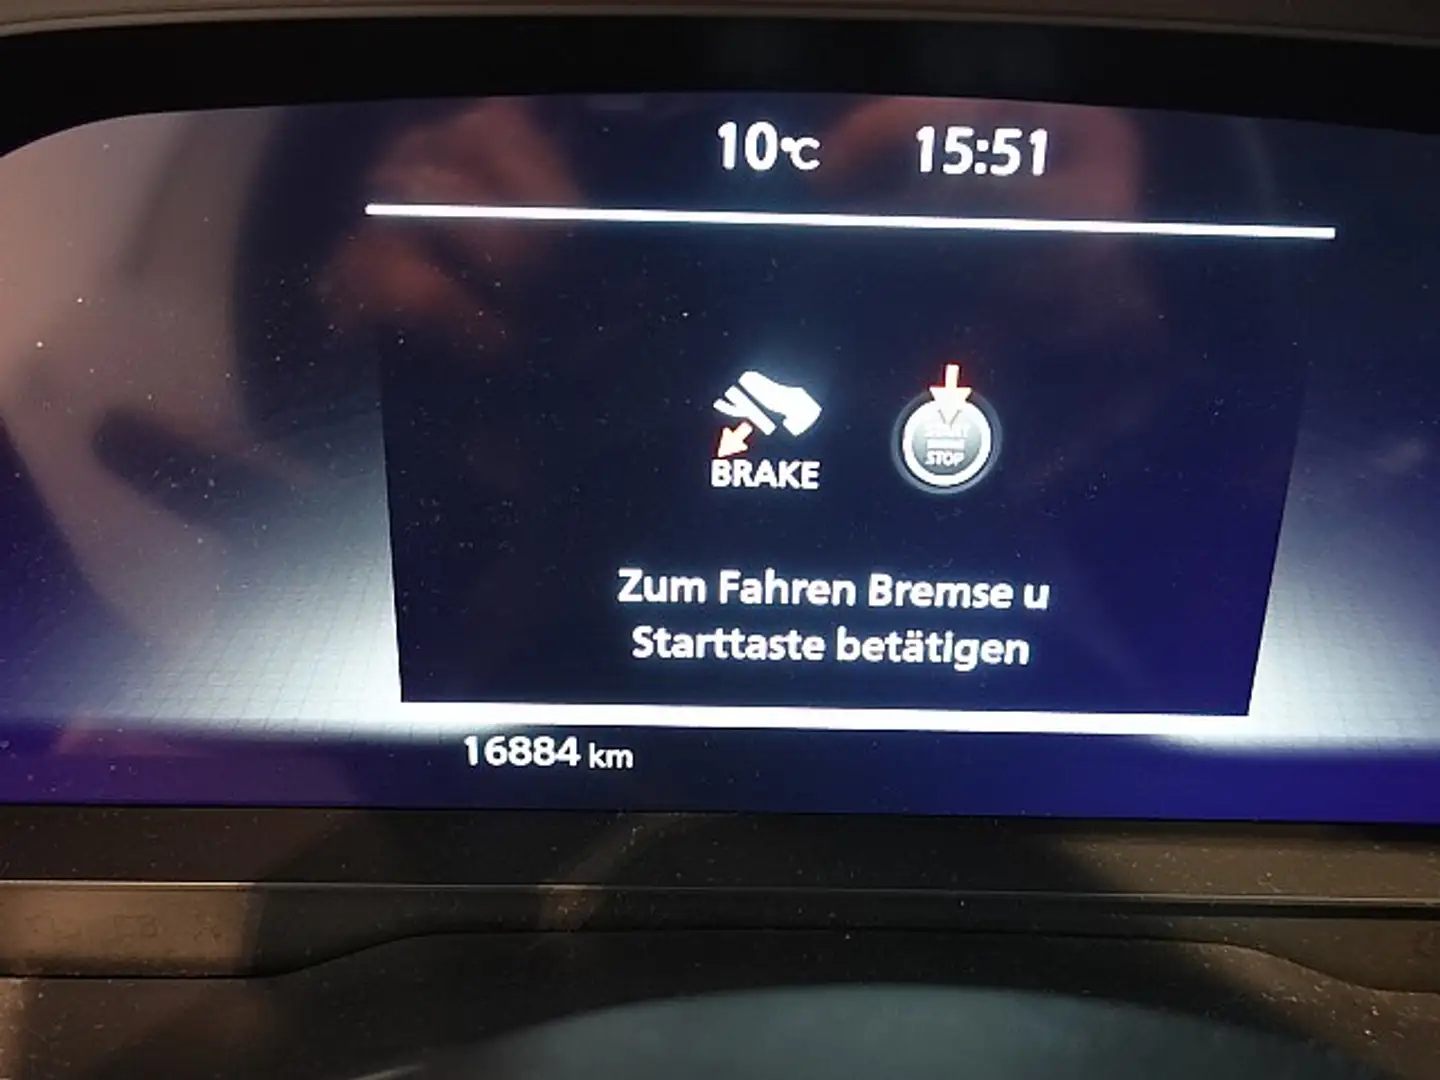 10°C 15:51
BRAKE
START
STOP
Zum Fahren Bremse u
Starttaste betätigen
16884 km